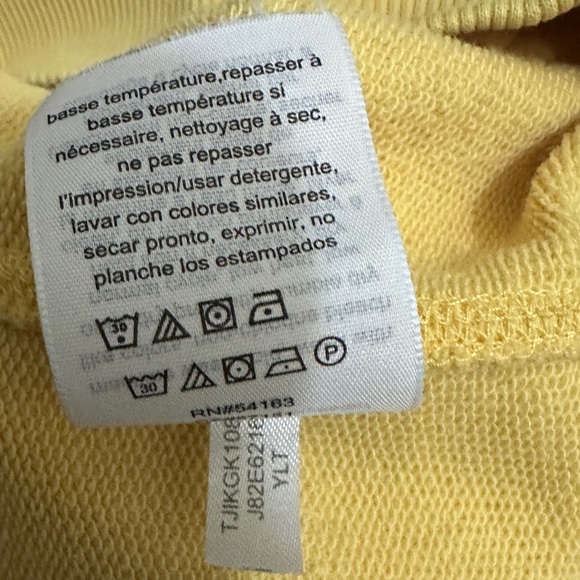 basse température,repasser à
basse température si
nécessaire, nettoyage à sec,
ne pas repasser
l'impression/usar detergente,
lavar con colores similares,
secar pronto, exprimir, no
planche los estampados
30
30 P
RN#54163
TJIKGK108
J82E621
YLT